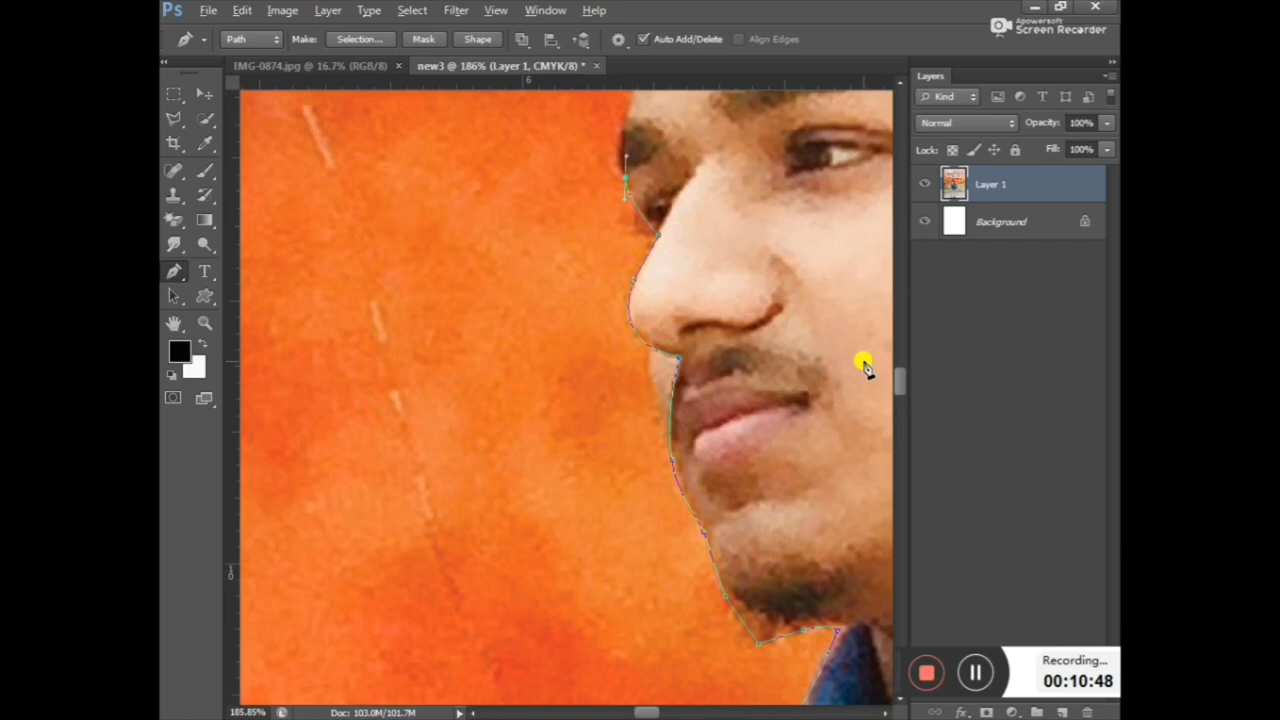 Ps File Edit Image Layer Type Select Filter View Window Help
Apowersoft
Screen Recorder
Path Make: Selection... Mask Shape Auto Add/Delete Align Edges
IMG-0874.jpg @ 16.7% (RGB/8) × new3 @ 186% (Layer 1, CMYK/8) * ×
6
Layers
Kind
Normal Opacity: 100%
Lock: Fill: 100%
Layer 1
Background
10
Recording...
00:10:48
185.85% Doc: 103.0M/101.7M
fx